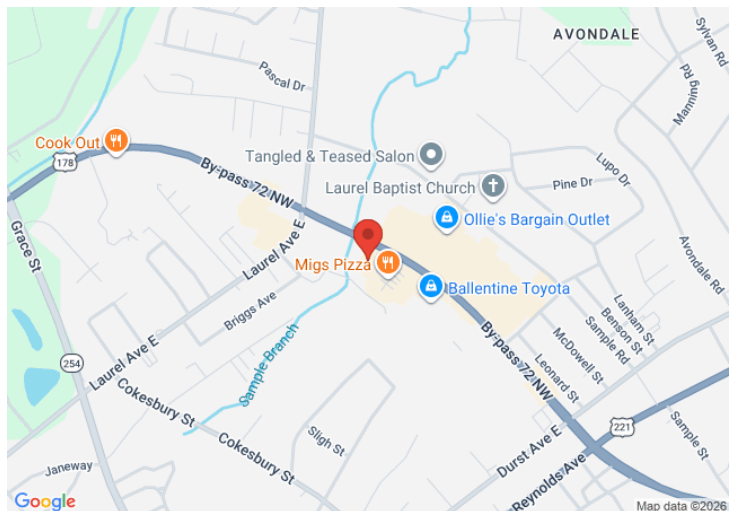 AVONDALE
Sylvan Rd
Manning Rd
Pascal Dr
Cook Out
178
By-pass 72 NW
Tangled & Teased Salon
Lupo Dr
Laurel Baptist Church
Pine Dr
Ollie's Bargain Outlet
Grace St
Laurel Ave E
Migs Pizza
Avondale Rd
Ballentine Toyota
Briggs Ave
Lanham St
Benson St
Sample Rd
McDowell St
By-pass 72 NW
Sample Branch
Laurel Ave E
254
Leonard St
Cokesbury St
Sligh St
Cokesbury St
221
Sample St
Durst Ave E
Janeway
Reynolds Ave
Google
Map data ©2026